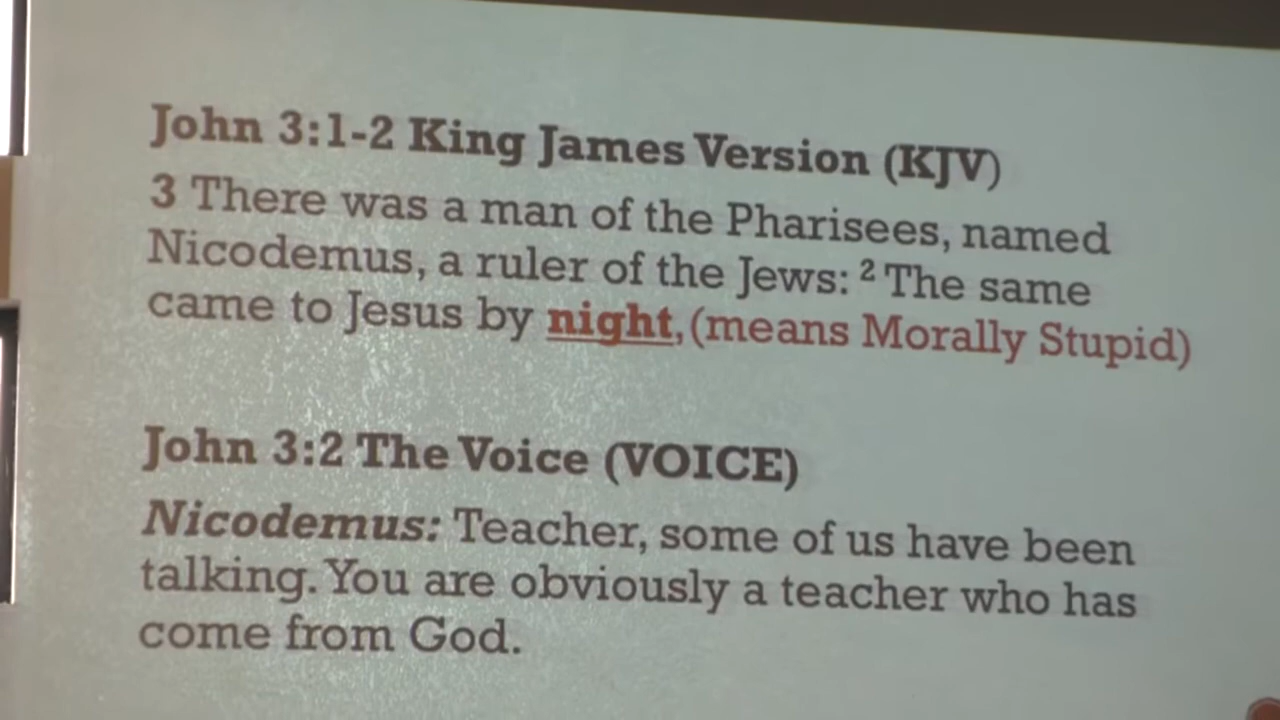 John 3:1-2 King James Version (KJV)
3 There was a man of the Pharisees, named
Nicodemus, a ruler of the Jews: ² The same
came to Jesus by night, (means Morally Stupid)
John 3:2 The Voice (VOICE)
Nicodemus: Teacher, some of us have been
talking. You are obviously a teacher who has
come from God.